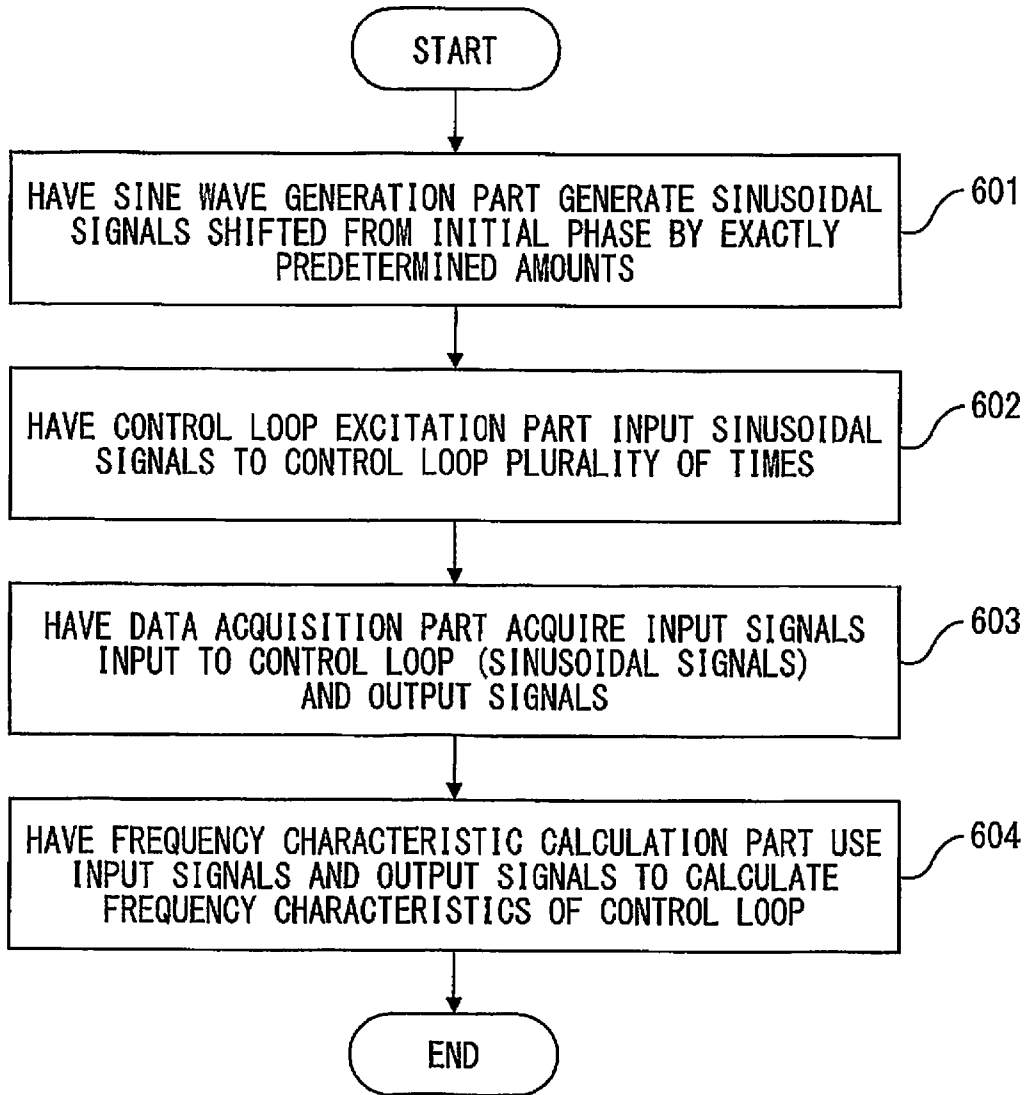 START
HAVE SINE WAVE GENERATION PART GENERATE SINUSOIDAL
SIGNALS SHIFTED FROM INITIAL PHASE BY EXACTLY
PREDETERMINED AMOUNTS
601
HAVE CONTROL LOOP EXCITATION PART INPUT SINUSOIDAL
SIGNALS TO CONTROL LOOP PLURALITY OF TIMES
602
HAVE DATA ACQUISITION PART ACQUIRE INPUT SIGNALS
INPUT TO CONTROL LOOP (SINUSOIDAL SIGNALS)
AND OUTPUT SIGNALS
603
HAVE FREQUENCY CHARACTERISTIC CALCULATION PART USE
INPUT SIGNALS AND OUTPUT SIGNALS TO CALCULATE
FREQUENCY CHARACTERISTICS OF CONTROL LOOP
604
END